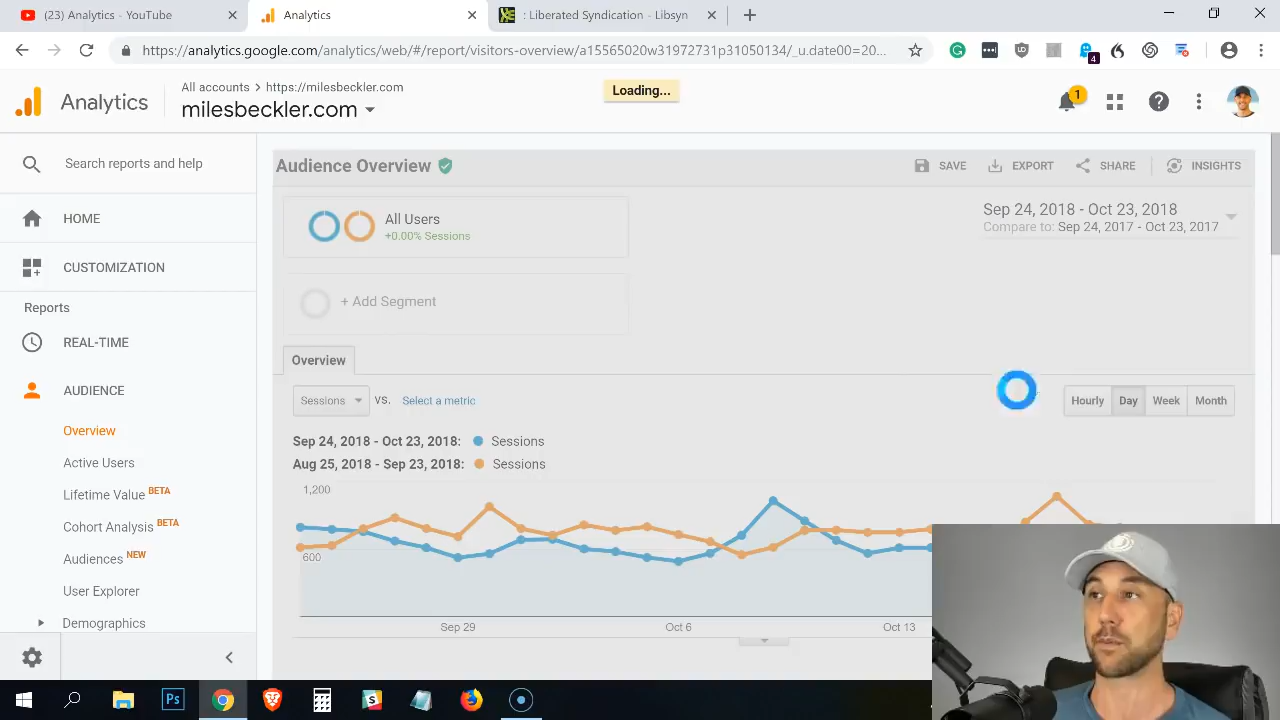 (23) Analytics - YouTube
Analytics
: Liberated Syndication - Libsyn
https://analytics.google.com/analytics/web/#/report/visitors-overview/a15565020w31972731p31050134/_u.date00=20...
4
Analytics
All accounts > https://milesbeckler.com
milesbeckler.com
Loading...
1
Search reports and help
HOME
CUSTOMIZATION
Reports
REAL-TIME
AUDIENCE
Overview
Active Users
Lifetime Value BETA
Cohort Analysis BETA
Audiences NEW
User Explorer
Demographics
Audience Overview
SAVE
EXPORT
SHARE
INSIGHTS
All Users
+0.00% Sessions
Sep 24, 2018 - Oct 23, 2018
Compare to: Sep 24, 2017 - Oct 23, 2017
+ Add Segment
Overview
Sessions
VS.
Select a metric
Hourly
Day
Week
Month
Sep 24, 2018 - Oct 23, 2018: Sessions
Aug 25, 2018 - Sep 23, 2018: Sessions
1,200
600
Sep 29
Oct 6
Oct 13
Ps